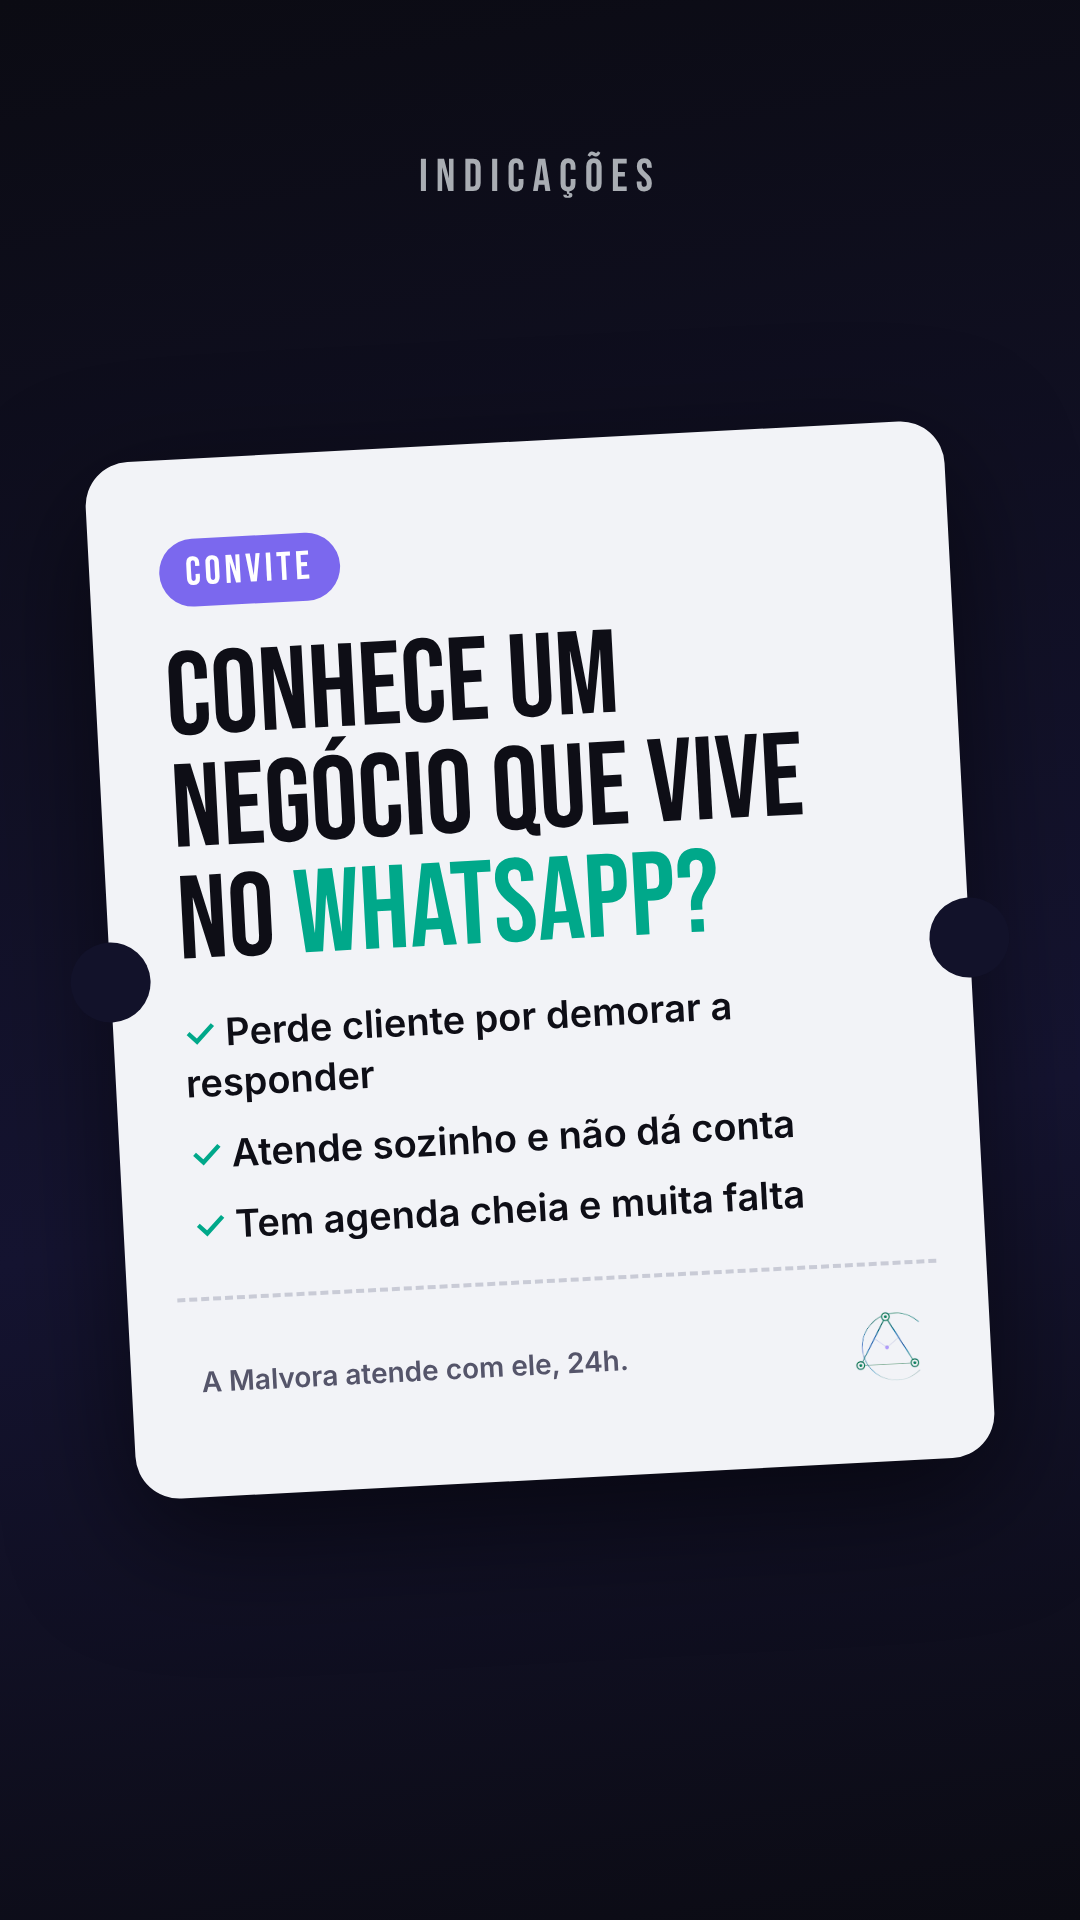 INDICAÇÕES
CONVITE
CONHECE UM
NEGÓCIO QUE VIVE
NO WHATSAPP?
✓ Perde cliente por demorar a
responder
✓ Atende sozinho e não dá conta
✓ Tem agenda cheia e muita falta
A Malvora atende com ele, 24h.